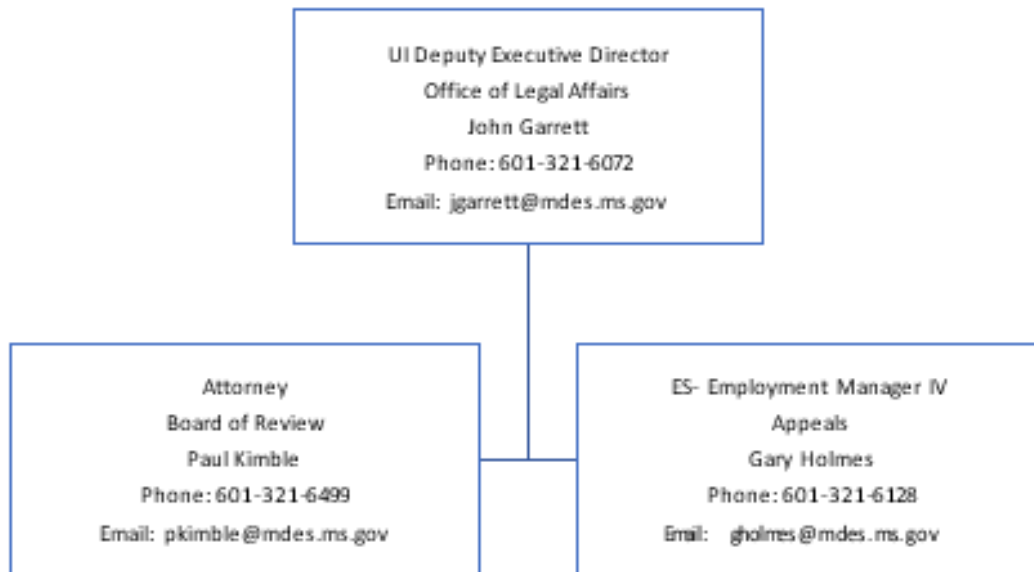 UI Deputy Executive Director
Office of Legal Affairs
John Garrett
Phone: 601-321-6072
Email: jgarrett@mdes.ms.gov
Attorney
Board of Review
Paul Kimble
Phone: 601-321-6499
Email: pkimble@mdes.ms.gov
ES- Employment Manager IV
Appeals
Gary Holmes
Phone: 601-321-6128
Email: gholmes@mdes.ms.gov